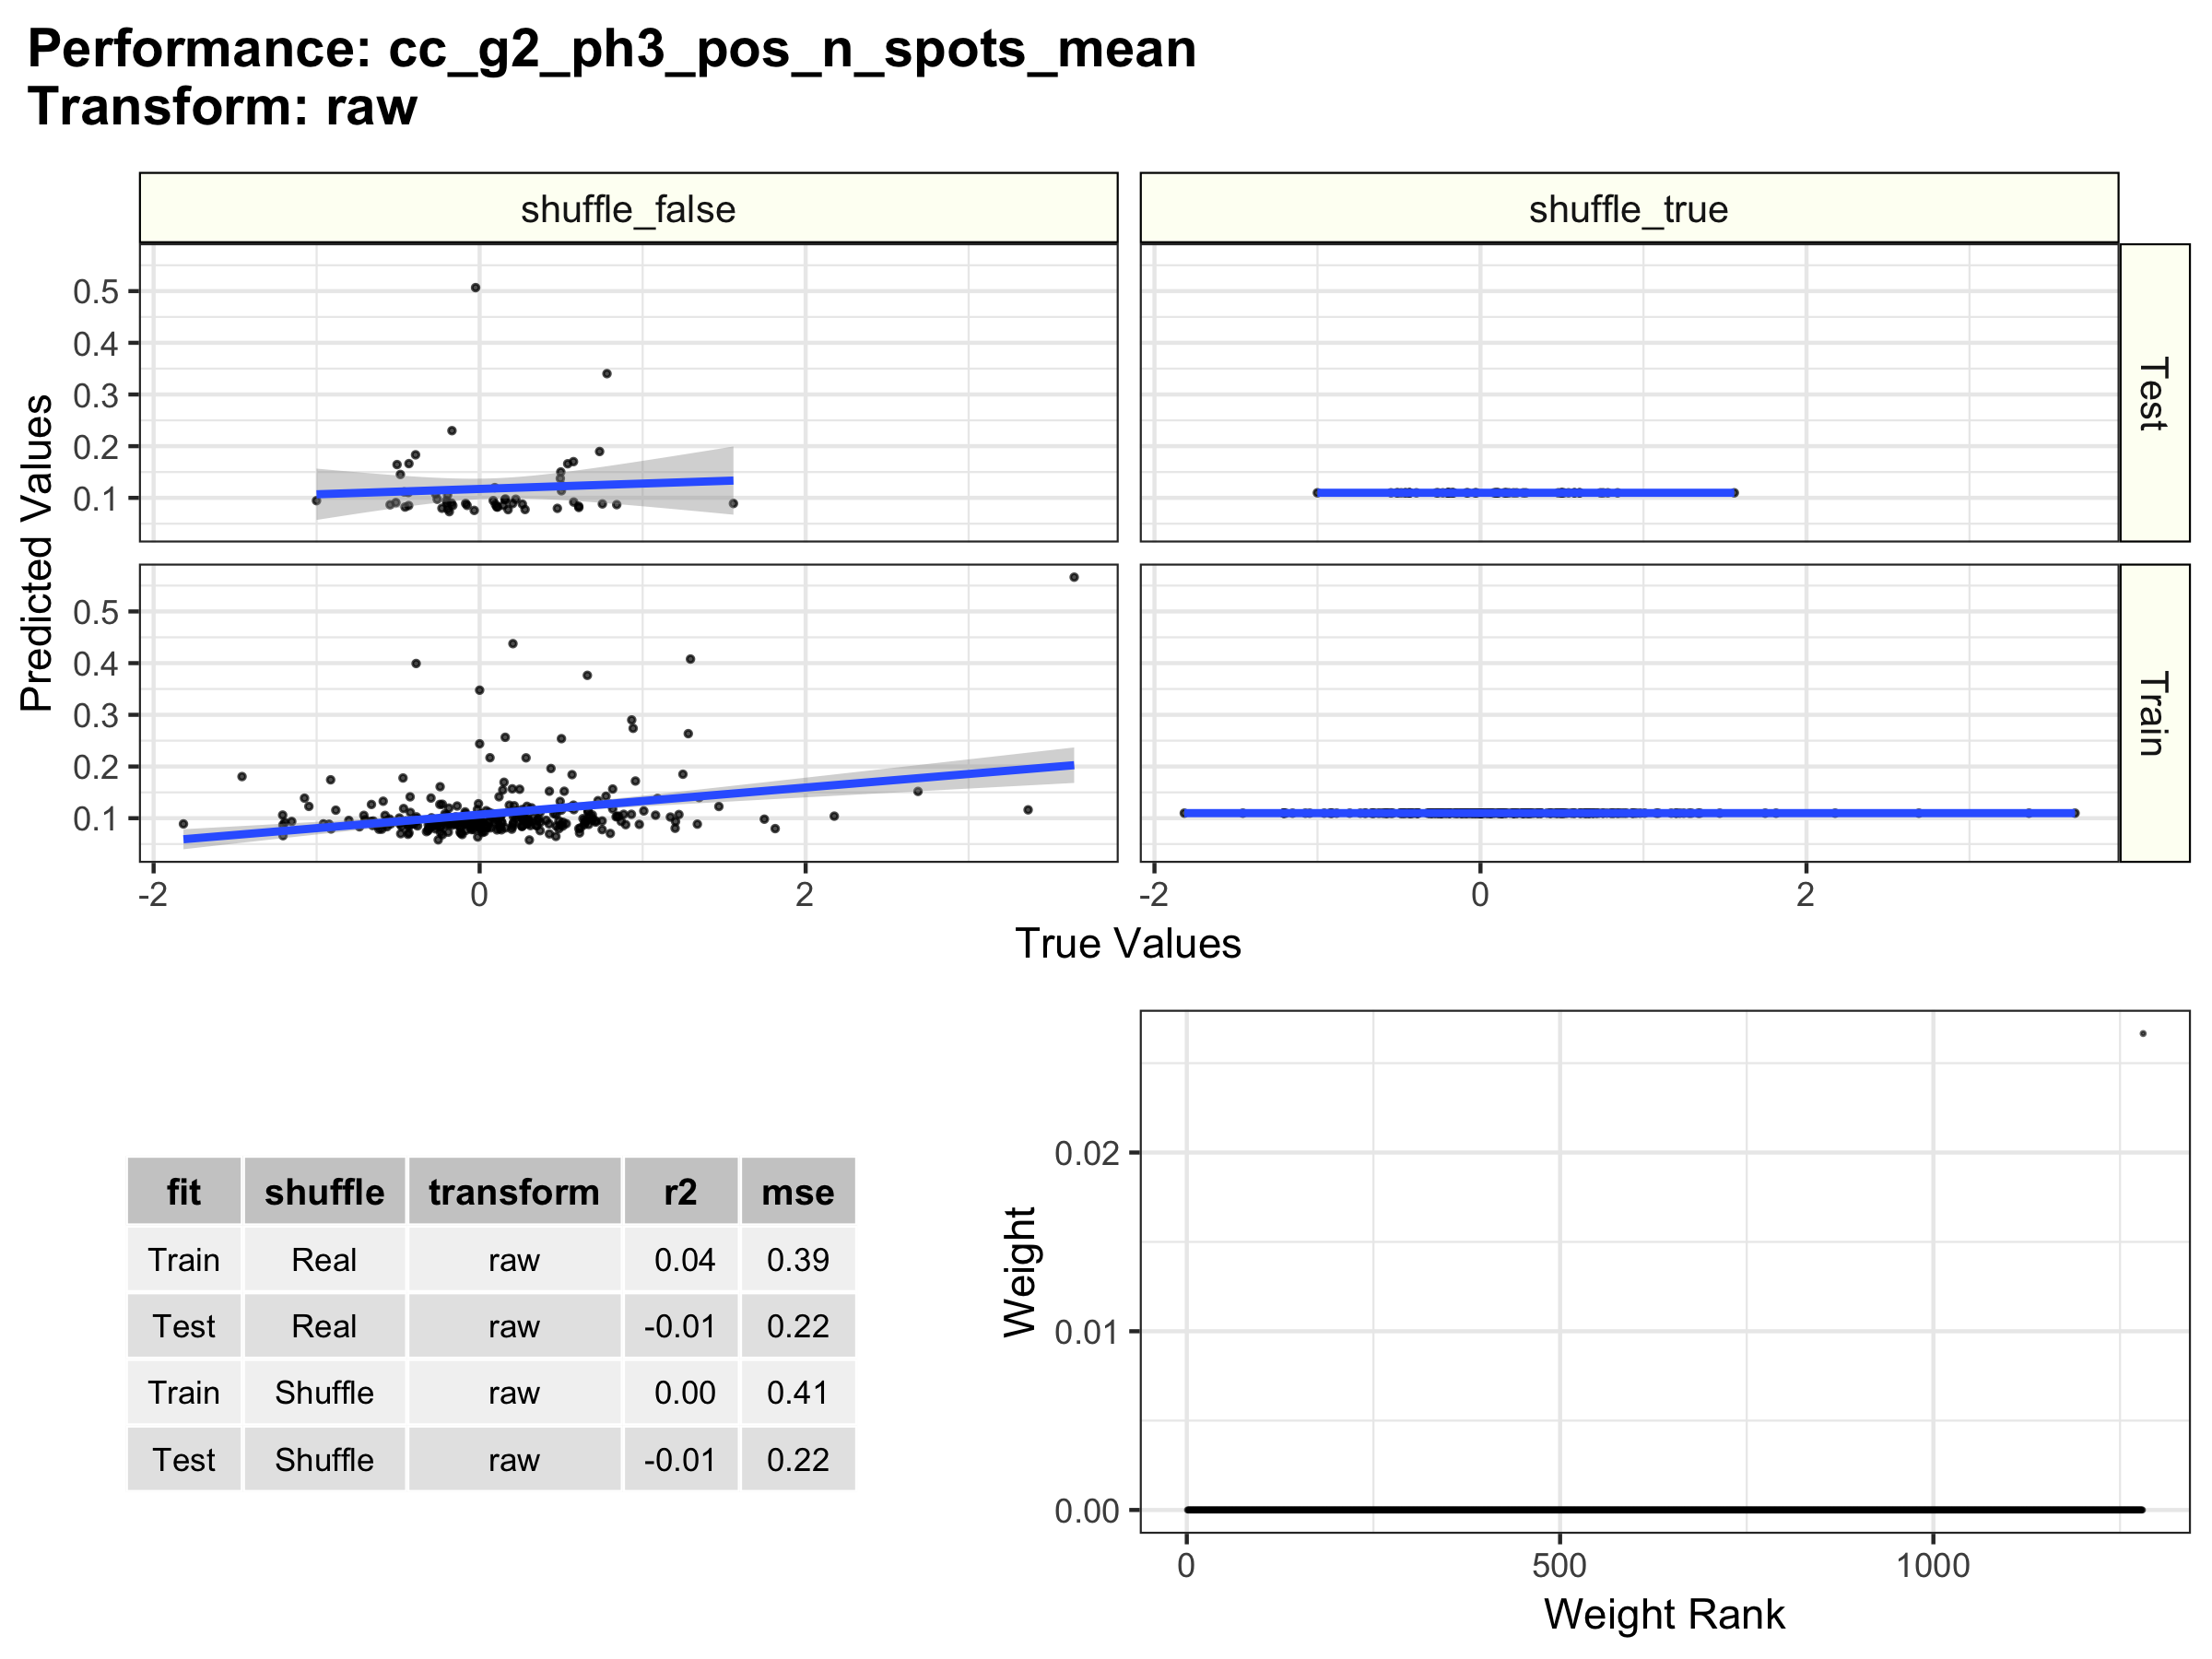 Performance: cc_g2_ph3_pos_n_spots_mean
Transform: raw
shuffle_false
shuffle_true
0.5
0.4
0.3
0.2
0.1
Test
Predicted Values
0.5
0.4
0.3
0.2
0.1
Train
-2
0
2
-2
0
2
True Values
fit shuffle transform r2 mse
Train Real raw 0.04 0.39
Test Real raw -0.01 0.22
Train Shuffle raw 0.00 0.41
Test Shuffle raw -0.01 0.22
Weight
0.02
0.01
0.00
0
500
1000
Weight Rank